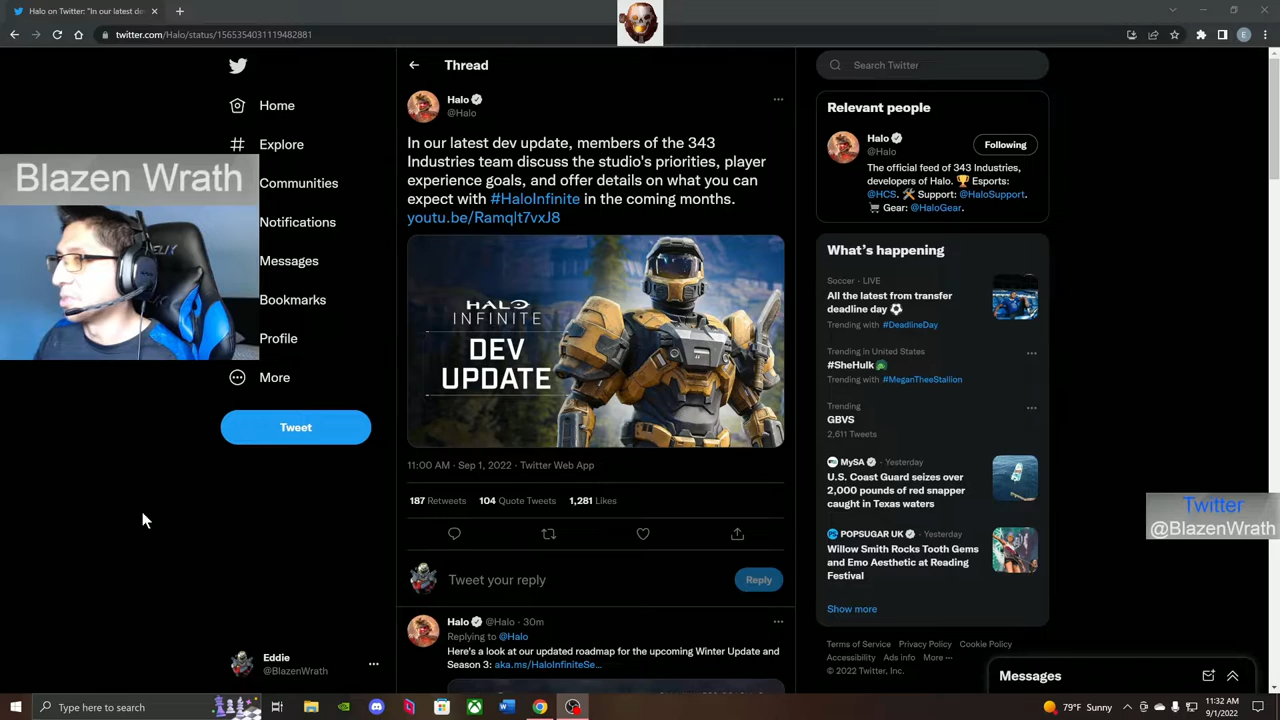 Halo on Twitter: "In our latest de
twitter.com/Halo/status/1565354031119482881
E
Home
Explore
Communities
Notifications
Messages
Bookmarks
Profile
More
Tweet
Eddie
@BlazenWrath
Blazen Wrath
Thread
Halo
@Halo
In our latest dev update, members of the 343
Industries team discuss the studio's priorities, player
experience goals, and offer details on what you can
expect with #HaloInfinite in the coming months.
youtu.be/Ramqlt7vxJ8
HALO
INFINITE
DEV
UPDATE
11:00 AM · Sep 1, 2022 · Twitter Web App
187 Retweets 104 Quote Tweets 1,281 Likes
Tweet your reply
Reply
Halo @Halo · 30m
Replying to @Halo
Here's a look at our updated roadmap for the upcoming Winter Update and
Season 3: aka.ms/HaloInfiniteSe...
Search Twitter
Relevant people
Halo
@Halo
Following
The official feed of 343 Industries,
developers of Halo. 🏆 Esports:
@HCS. 🛠 Support: @HaloSupport.
🛒 Gear: @HaloGear.
What's happening
Soccer · LIVE
All the latest from transfer
deadline day ⚽
Trending with #DeadlineDay
Trending in United States
#SheHulk
Trending with #MeganTheeStallion
Trending
GBVS
2,611 Tweets
MySA · Yesterday
U.S. Coast Guard seizes over
2,000 pounds of red snapper
caught in Texas waters
POPSUGAR UK · Yesterday
Willow Smith Rocks Tooth Gems
and Emo Aesthetic at Reading
Festival
Show more
Terms of Service Privacy Policy Cookie Policy
Accessibility Ads info More ···
© 2022 Twitter, Inc.
Twitter
@BlazenWrath
Messages
Type here to search
79°F Sunny
11:32 AM
9/1/2022